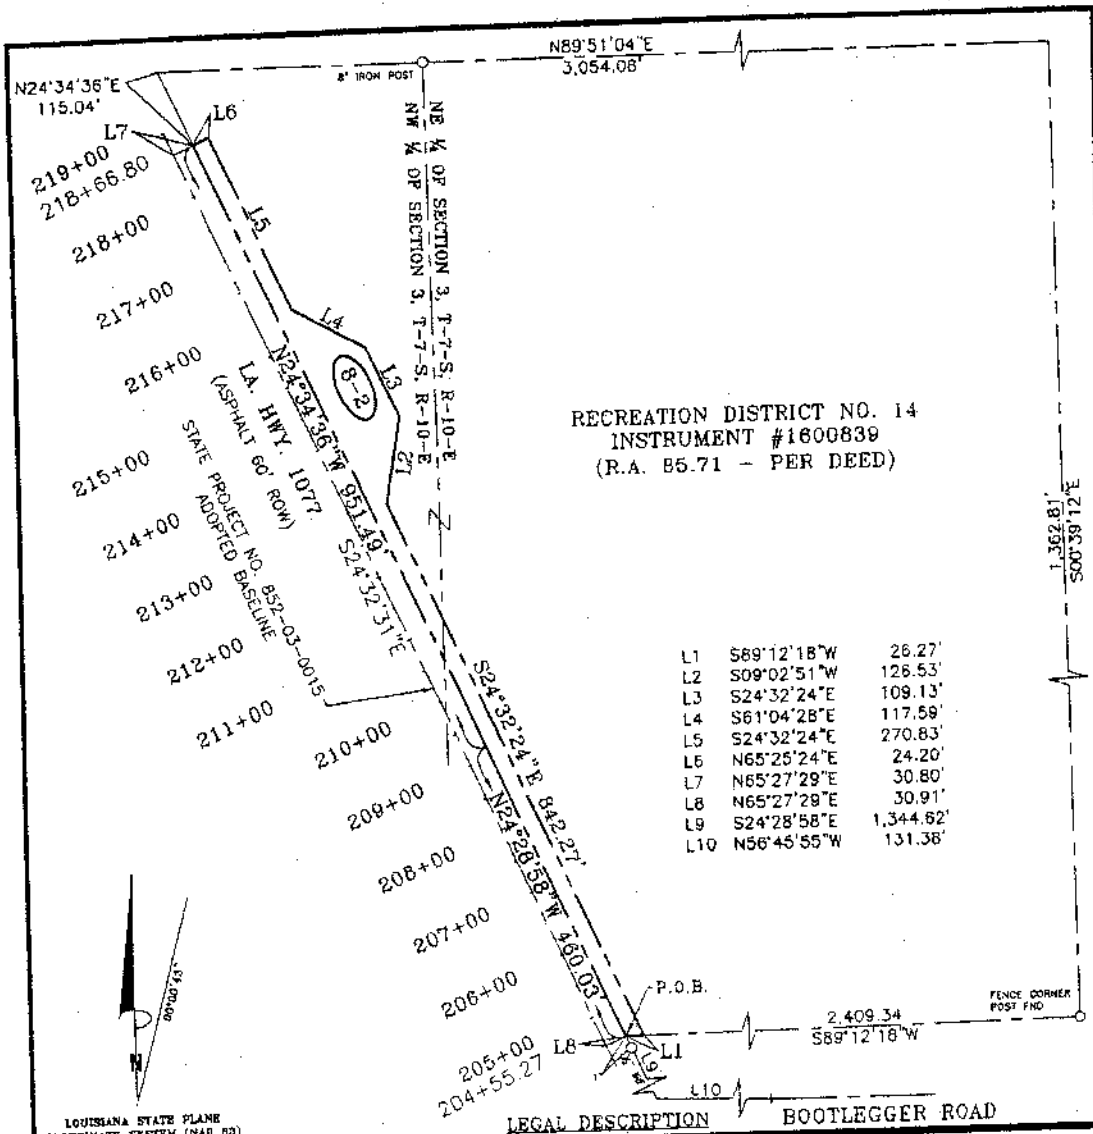 N89°51'04"E
3,054.08'
8" IRON POST
N24°34'36"E
115.04'
L6
L7
219+00
218+66.80
218+00
217+00
216+00
215+00
214+00
213+00
212+00
211+00
210+00
209+00
208+00
207+00
206+00
205+00
204+55.27
L5
L4
L3
L2
8-2
NE ¼ OF SECTION 3, T-7-S, R-10-E
NW ¼ OF SECTION 3, T-7-S, R-10-E
N24°34'36"W 951.49'
LA. HWY. 1077
(ASPHALT 60' ROW)
STATE PROJECT NO. 852-03-0015
ADOPTED BASELINE
S24°32'31"E
S24°32'24"E 842.27'
N24°28'58"W 460.03'
RECREATION DISTRICT NO. 14
INSTRUMENT #1600839
(R.A. 85.71 - PER DEED)
1,362.81'
S00°39'12"E
L1 S89°12'18"W 26.27'
L2 S09°02'51"W 126.53'
L3 S24°32'24"E 109.13'
L4 S61°04'28"E 117.59'
L5 S24°32'24"E 270.83'
L6 N65°25'24"E 24.20'
L7 N65°27'29"E 30.80'
L8 N65°27'29"E 30.91'
L9 S24°28'58"E 1,344.62'
L10 N56°45'55"W 131.38'
P.O.B.
FENCE CORNER
POST FND
2,409.34
S89°12'18"W
L8
L1
L9
L10
N
LOUISIANA STATE PLANE
LEGAL DESCRIPTION
BOOTLEGGER ROAD